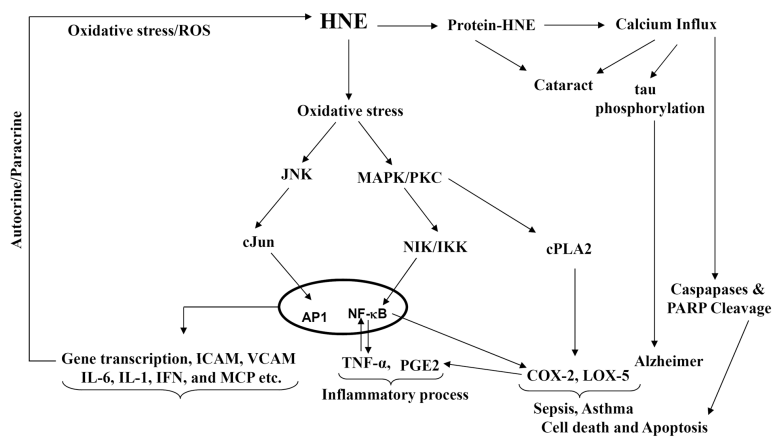 HNE
Protein-HNE
Calcium Influx
Oxidative stress/ROS
Cataract
tau
phosphorylation
Oxidative stress
Autocrine/Paracrine
JNK
MAPK/PKC
cJun
NIK/IKK
cPLA2
Caspapases &
PARP Cleavage
AP1
NF-κB
Gene transcription, ICAM, VCAM
IL-6, IL-1, IFN, and MCP etc.
TNF-α,
PGE2
Inflammatory process
COX-2, LOX-5
Alzheimer
Sepsis, Asthma
Cell death and Apoptosis